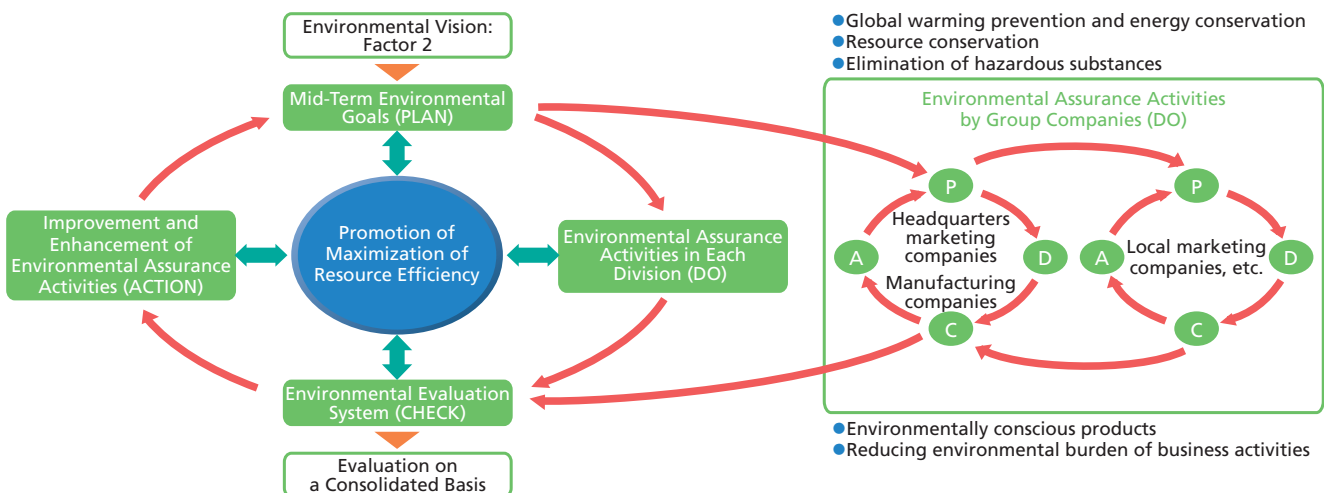 Environmental Vision:
Factor 2
Mid-Term Environmental
Goals (PLAN)
Improvement and
Enhancement of
Environmental Assurance
Activities (ACTION)
Promotion of
Maximization of
Resource Efficiency
Environmental Assurance
Activities in Each
Division (DO)
Environmental Evaluation
System (CHECK)
Evaluation on
a Consolidated Basis
●Global warming prevention and energy conservation
●Resource conservation
●Elimination of hazardous substances
Environmental Assurance Activities
by Group Companies (DO)
P
Headquarters
marketing
companies
A
D
Manufacturing
companies
C
P
A
Local marketing
companies, etc.
D
C
●Environmentally conscious products
●Reducing environmental burden of business activities